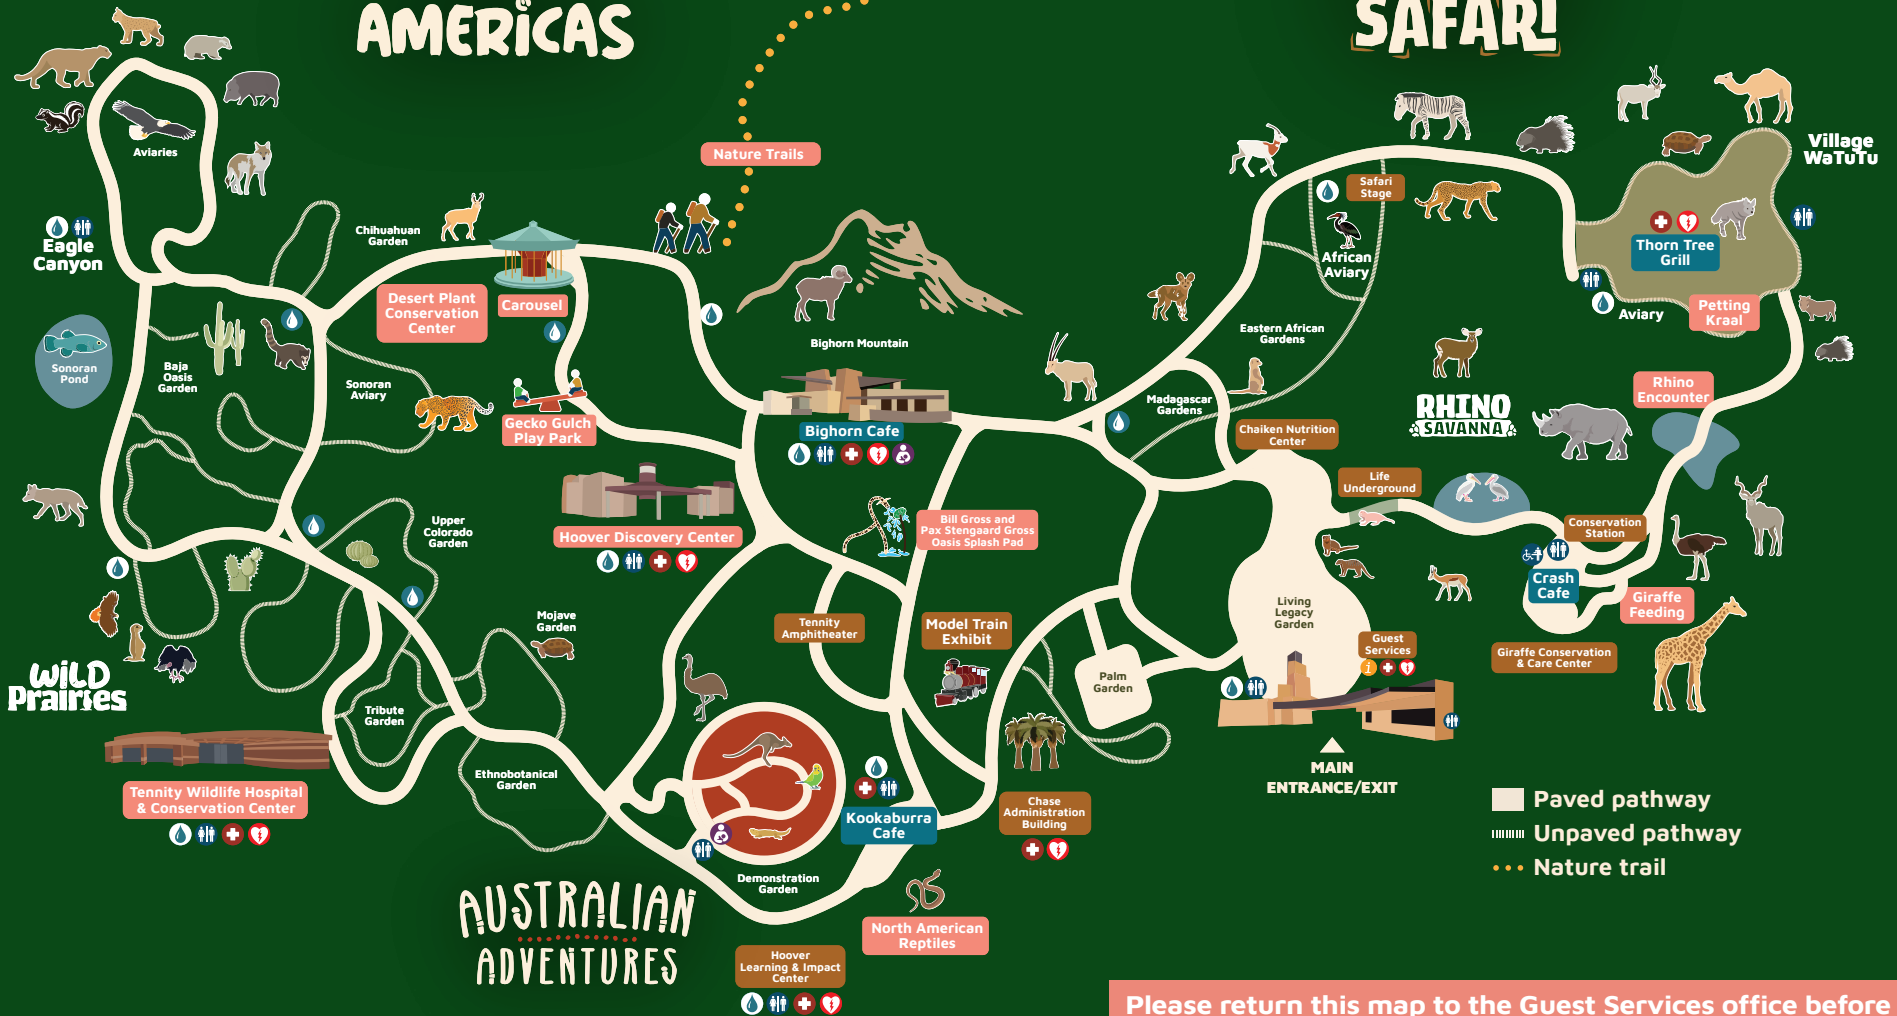 AMERICAS
SAFARI
Aviaries
Nature Trails
Village
WaTuTu
Safari
Stage
Eagle
Canyon
Chihuahuan
Garden
African
Aviary
Thorn Tree
Grill
Desert Plant
Conservation
Center
Carousel
Aviary
Petting
Kraal
Bighorn Mountain
Eastern African
Gardens
Sonoran
Pond
Baja
Oasis
Garden
Sonoran
Aviary
Madagascar
Gardens
Rhino
Encounter
RHINO
SAVANNA
Gecko Gulch
Play Park
Bighorn Cafe
Chaiken Nutrition
Center
Life
Underground
Upper
Colorado
Garden
Hoover Discovery Center
Bill Gross and
Pax Stengaard Gross
Oasis Splash Pad
Conservation
Station
Crash
Cafe
Giraffe
Feeding
Living
Legacy
Garden
Mojave
Garden
Tennity
Amphitheater
Model Train
Exhibit
Guest
Services
Giraffe Conservation
& Care Center
WiLD
Prairies
Palm
Garden
Tribute
Garden
Ethnobotanical
Garden
MAIN
ENTRANCE/EXIT
Tennity Wildlife Hospital
& Conservation Center
Kookaburra
Cafe
Chase
Administration
Building
Paved pathway
Unpaved pathway
Nature trail
Demonstration
Garden
AUSTRALIAN
ADVENTURES
North American
Reptiles
Hoover
Learning & Impact
Center
Please return this map to the Guest Services office before